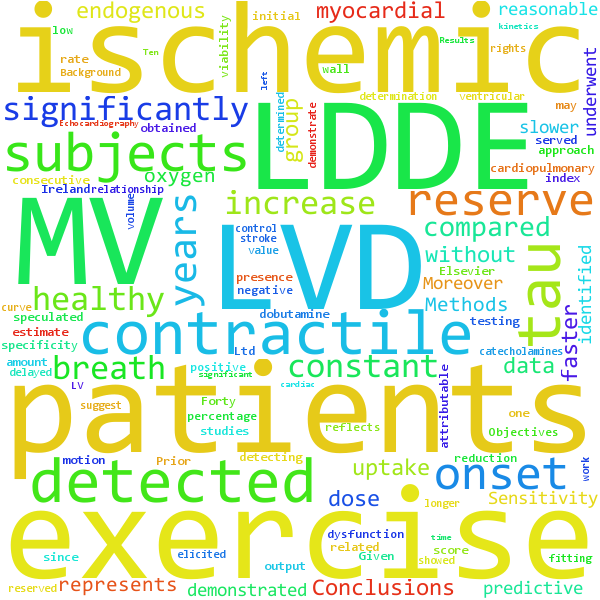 endogenous
initial
myocardial
reasonable
low
kinetics
rate
Ten
viability
Results
rights
Background
wall
left
ischemic
underwent
significantly
Echocardiography
obtained
determined
group
demonstrate
LDDE
determination
ventricular
may
slower
served
approach
subjects
oxygen
cardiopulmonary
index
consecutive
Irelandrelationship
increase
reserve
MV
volume
years
control
stroke
value
LVD
compared
without
tau
identified
healthy
presence
negative
Elsevier
Moreover
curve
speculated
estimate
specificity
dobutamine
Methods
testing
faster
contractile
amount
delayed
breath
positive
significant
cardiac
Ltd
constant
catecholamines
data
LV
suggest
Forty
percentage
studies
reflects
attributable
one
Objectives
patients
motion
Prior
detecting
reduction
work
detected
uptake
onset
since
elicited
dose
dysfunction
related
Given
longer
Sensitivity
score
showed
time
fitting
output
exercise
reserved
represents
demonstrated
Conclusions
predictive